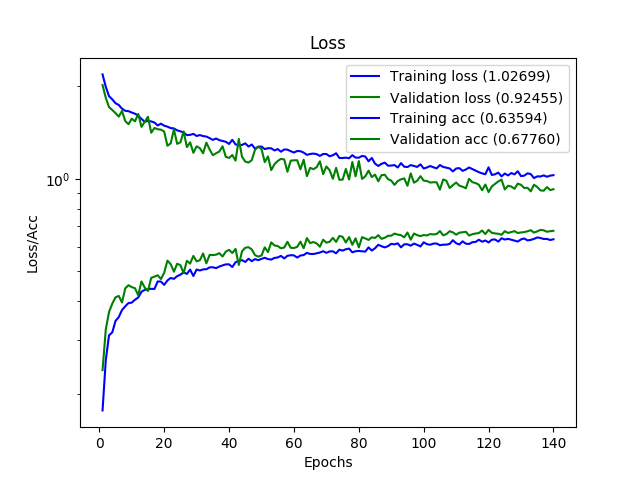 Loss
Training loss (1.02699)
Validation loss (0.92455)
Training acc (0.63594)
Validation acc (0.67760)
10⁰
Loss/Acc
0 20 40 60 80 100 120 140
Epochs